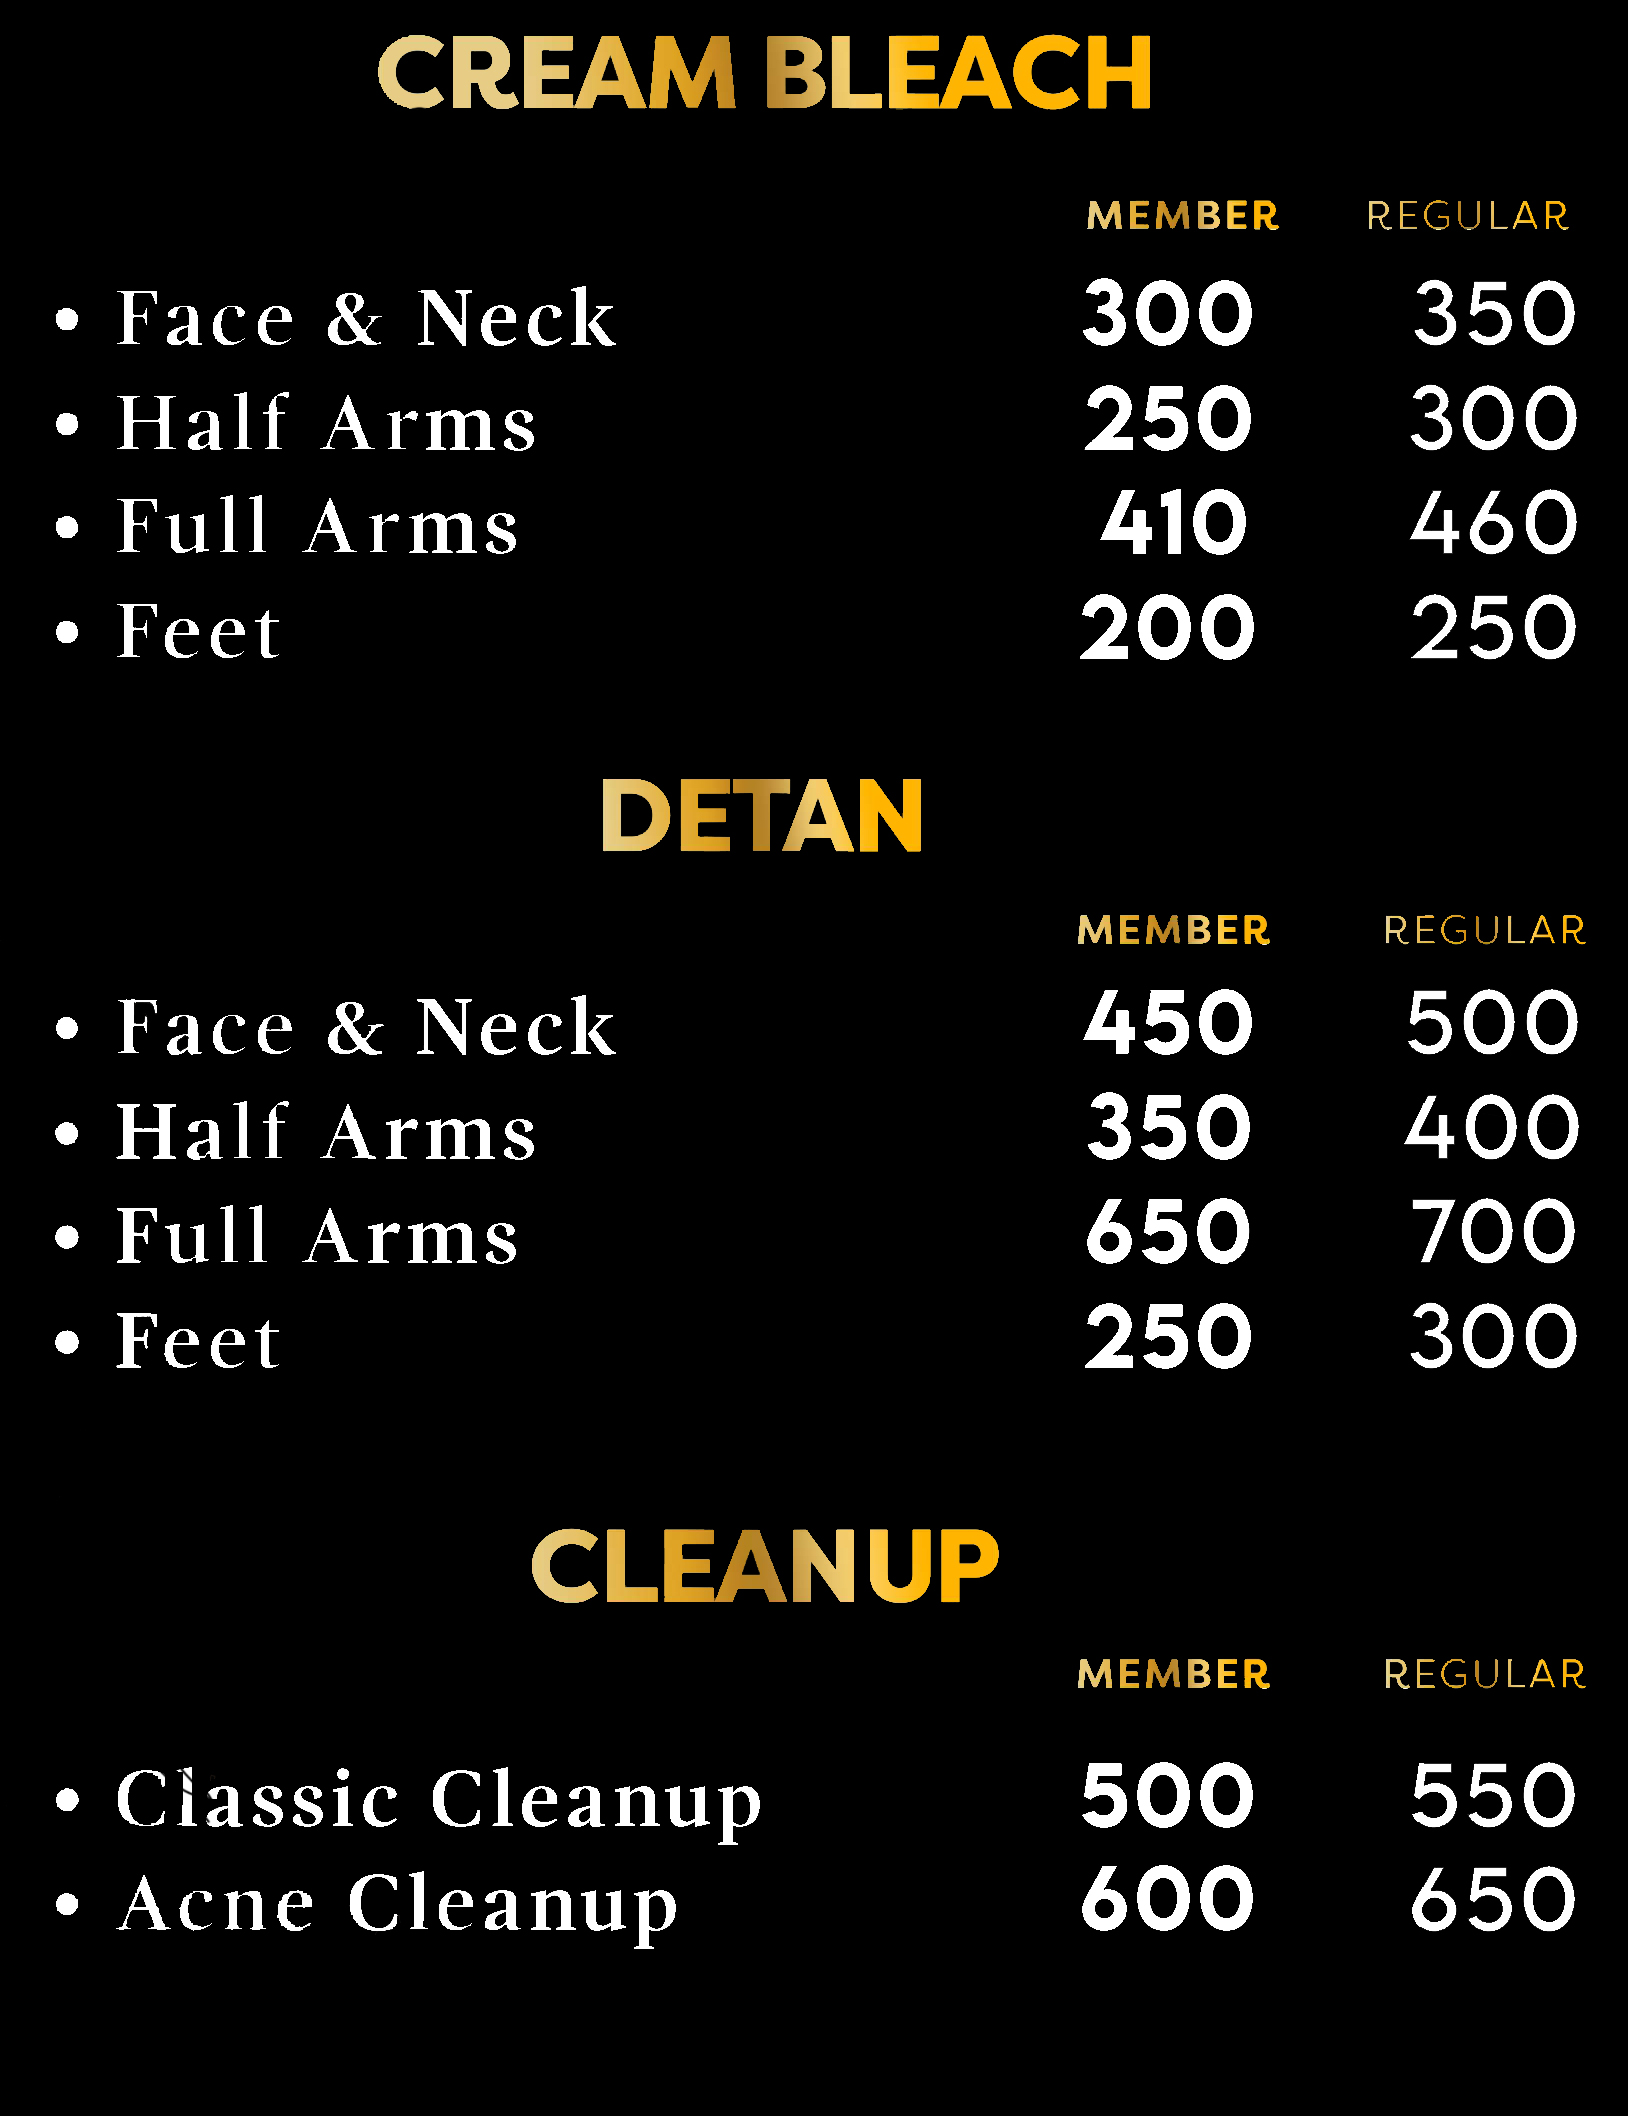 CREAM BLEACH
MEMBER REGULAR
• Face & Neck 300 350
• Half Arms 250 300
• Full Arms 410 460
• Feet 200 250
DETAN
MEMBER REGULAR
• Face & Neck 450 500
• Half Arms 350 400
• Full Arms 650 700
• Feet 250 300
CLEANUP
MEMBER REGULAR
• Classic Cleanup 500 550
• Acne Cleanup 600 650